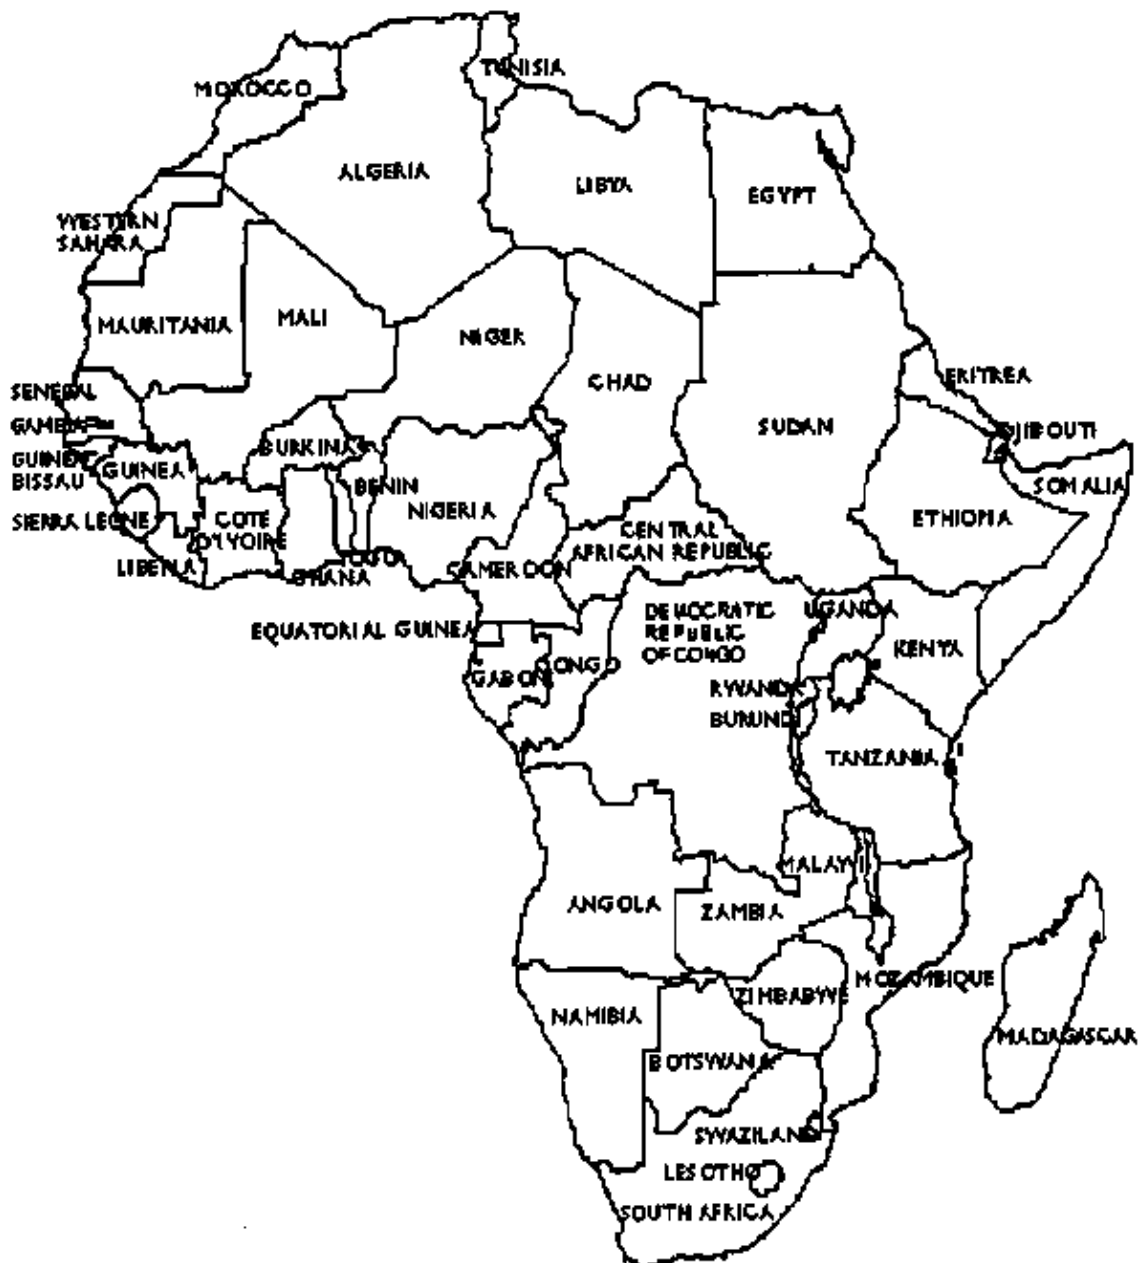 TUNISIA
MOROCCO
ALGERIA
LIBYA
EGYPT
WESTERN
SAHARA
MAURITANIA
MALI
NIGER
CHAD
ERITREA
SENEGAL
GAMBIA
SUDAN
DJIBOUTI
BURKINA
GUINEA
BISSAU
GUINEA
BENIN
SOMALIA
NIGERIA
ETHIOPIA
SIERRA LEONE
COTE
D'IVOIRE
CENTRAL
AFRICAN REPUBLIC
LIBERIA
TOGO
GHANA
CAMEROON
EQUATORIAL GUINEA
DEMOCRATIC
REPUBLIC
OF CONGO
UGANDA
KENYA
GABON
CONGO
RWANDA
BURUNDI
TANZANIA
MALAWI
ANGOLA
ZAMBIA
MOZAMBIQUE
ZIMBABWE
NAMIBIA
MADAGASCAR
BOTSWANA
SWAZILAND
LESOTHO
SOUTH AFRICA